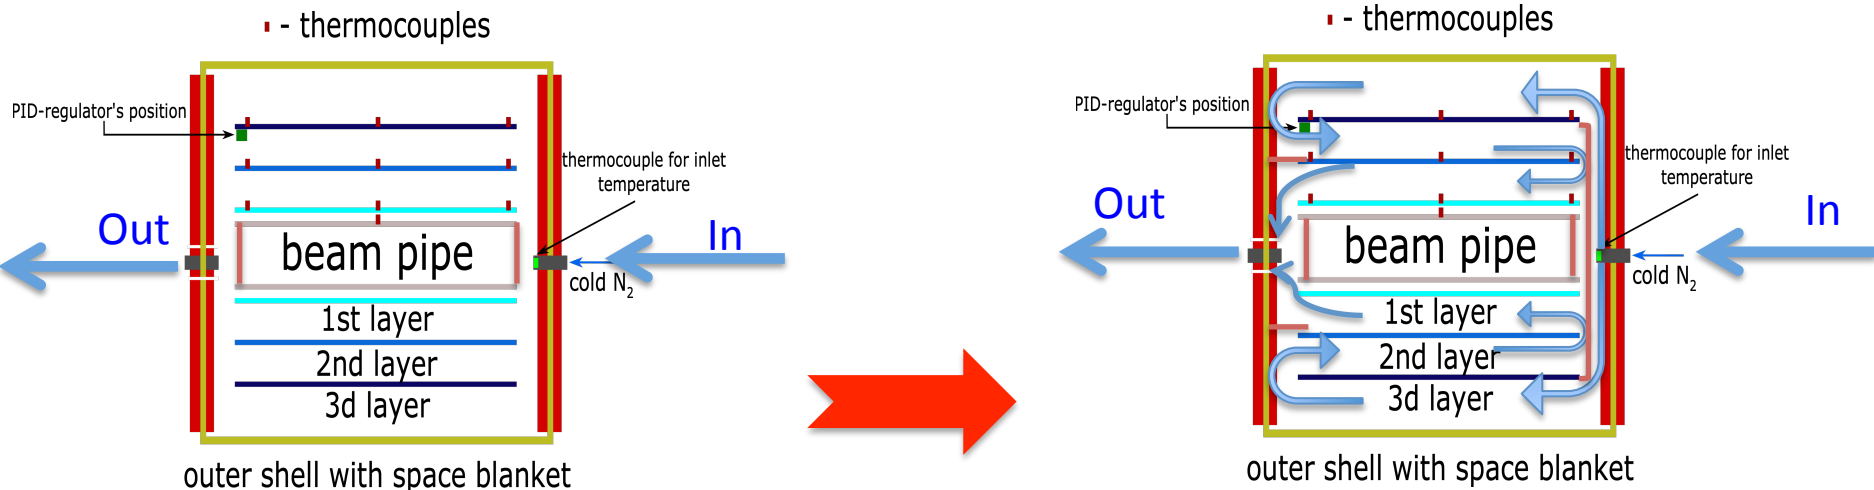 - thermocouples
PID-regulator's position
thermocouple for inlet
temperature
Out
In
beam pipe
cold N2
1st layer
2nd layer
3d layer
outer shell with space blanket
- thermocouples
PID-regulator's position
thermocouple for inlet
temperature
Out
In
beam pipe
cold N2
1st layer
2nd layer
3d layer
outer shell with space blanket